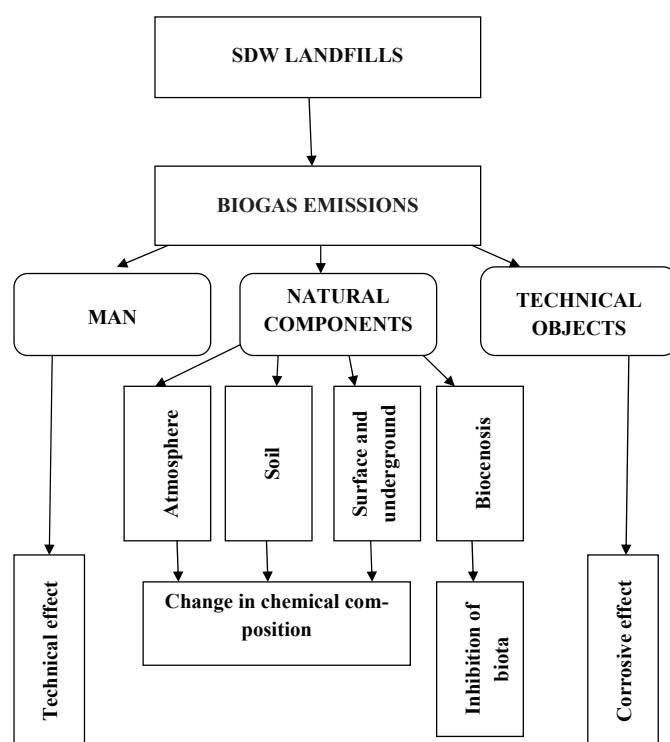 SDW LANDFILLS
BIOGAS EMISSIONS
MAN
NATURAL
COMPONENTS
TECHNICAL
OBJECTS
Atmosphere
Soil
Surface and
underground
Biocenosis
Technical effect
Change in chemical com-
position
Inhibition of
biota
Corrosive effect